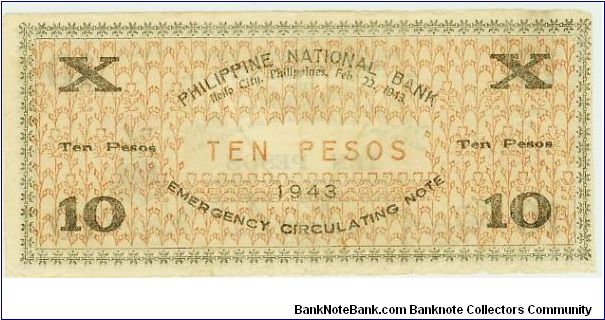 X X
PHILIPPINE NATIONAL BANK
Iloilo City, Philippines, Feb. 22, 1943
Ten Pesos TEN PESOS Ten Pesos
1943
10 EMERGENCY CIRCULATING NOTE 10
BankNoteBank.com Banknote Collectors Community